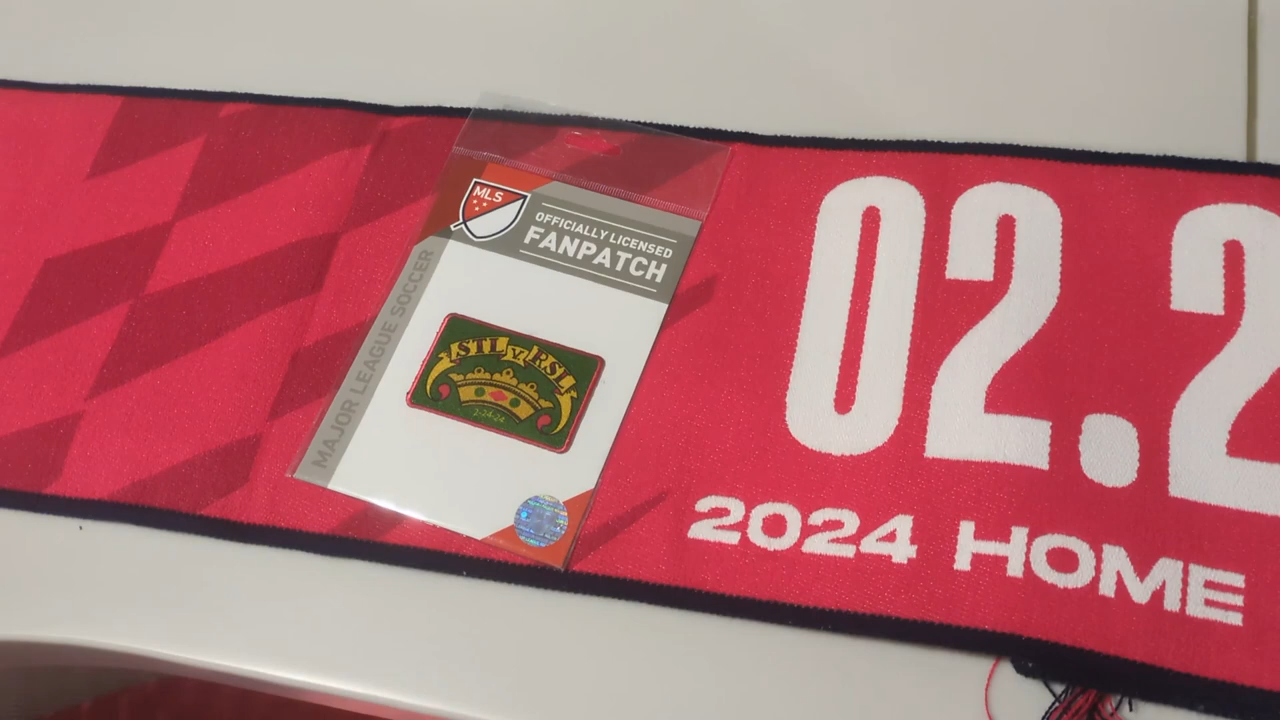 MLS
OFFICIALLY LICENSED
FANPATCH
MAJOR LEAGUE SOCCER
STL v RSL
2-24-24
02.2
2024 HOME